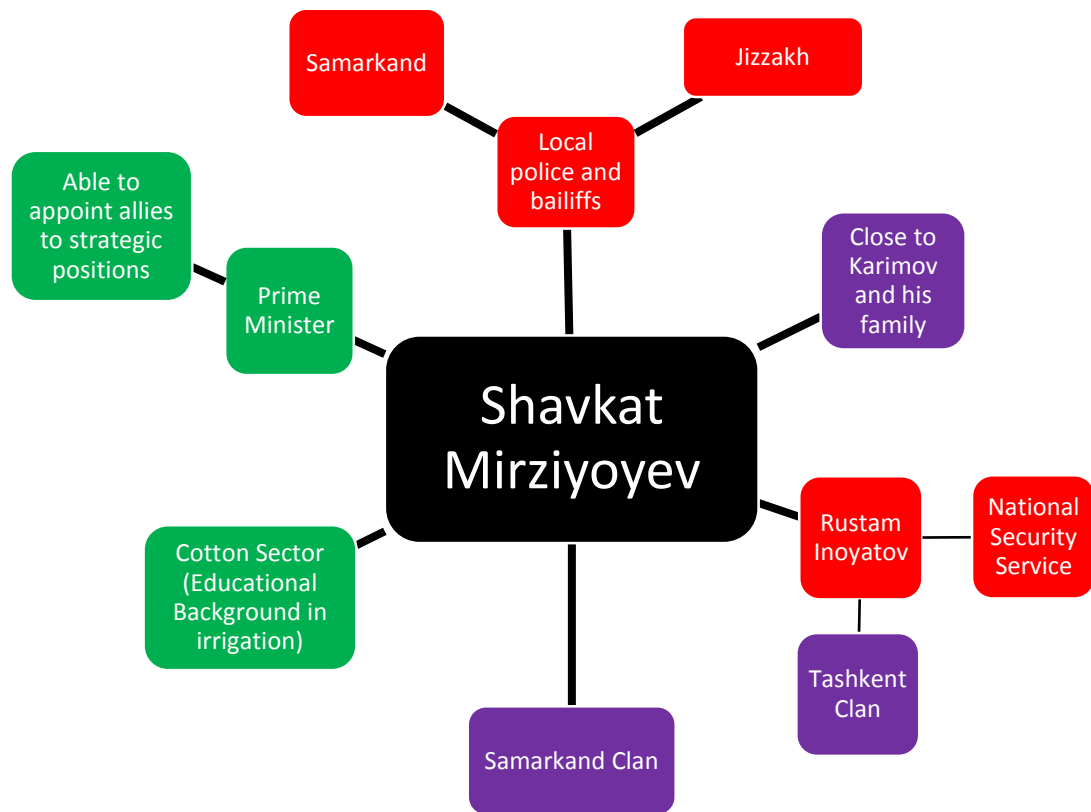 Samarkand
Jizzakh
Local
police and
bailiffs
Able to
appoint allies
to strategic
positions
Close to
Karimov
and his
family
Prime
Minister
Shavkat
Mirziyoyev
Rustam
Inoyatov
National
Security
Service
Cotton Sector
(Educational
Background in
irrigation)
Tashkent
Clan
Samarkand Clan